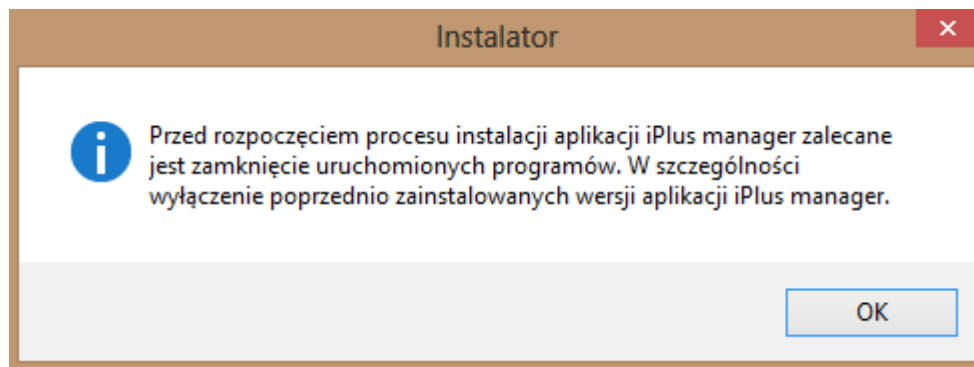 Instalator
Przed rozpoczęciem procesu instalacji aplikacji iPlus manager zalecane
jest zamknięcie uruchomionych programów. W szczególności
wyłączenie poprzednio zainstalowanych wersji aplikacji iPlus manager.
OK